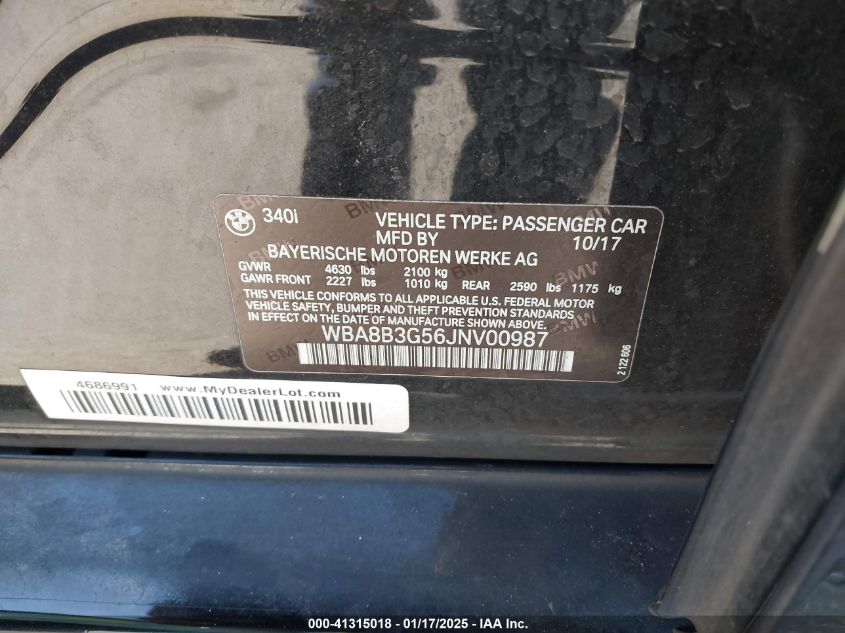 340i
VEHICLE TYPE: PASSENGER CAR
MFD BY 10/17
BAYERISCHE MOTOREN WERKE AG
GVWR 4630 lbs 2100 kg
GAWR FRONT 2227 lbs 1010 kg REAR 2590 lbs 1175 kg
THIS VEHICLE CONFORMS TO ALL APPLICABLE U.S. FEDERAL MOTOR
VEHICLE SAFETY, BUMPER AND THEFT PREVENTION STANDARDS
IN EFFECT ON THE DATE OF MANUFACTURE SHOWN ABOVE.
WBA8B3G56JNV00987
2 122 606
4686991 www.MyDealerLot.com
000-41315018 — 01/17/2025 — IAA Inc.